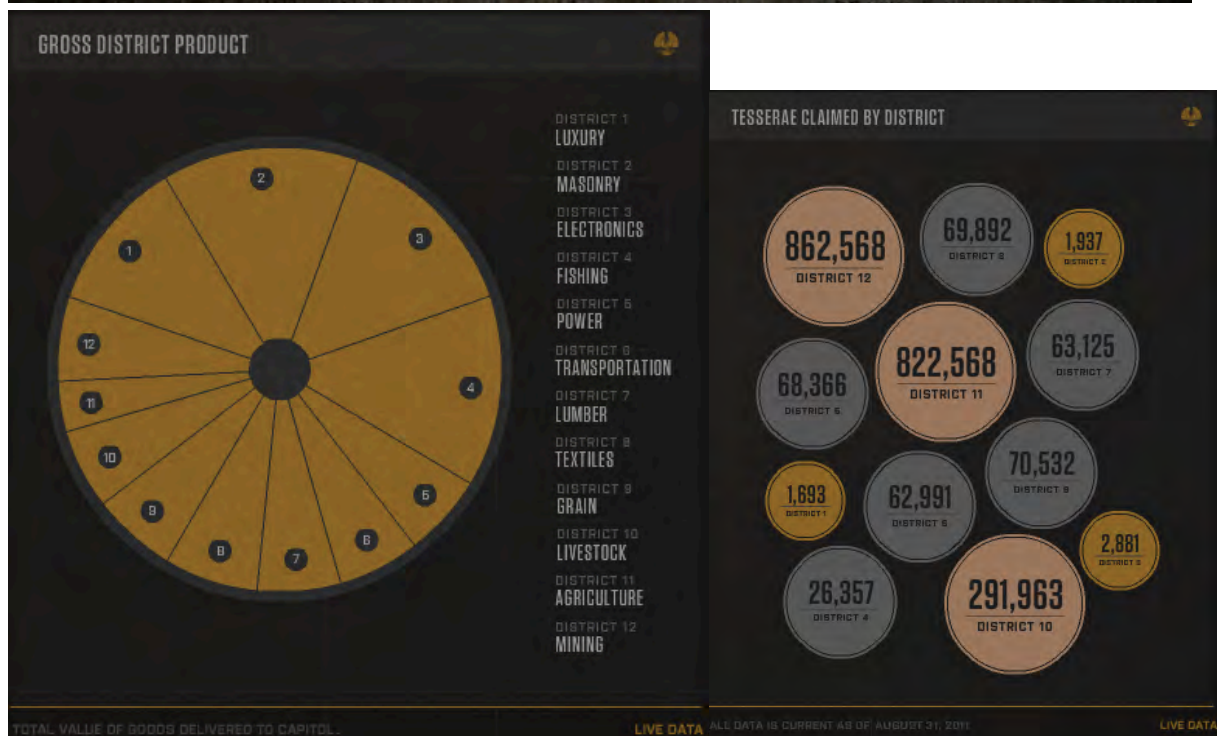 GROSS DISTRICT PRODUCT
2
3
1
12
4
11
10
5
9
6
8
7
DISTRICT 1
LUXURY
DISTRICT 2
MASONRY
DISTRICT 3
ELECTRONICS
DISTRICT 4
FISHING
DISTRICT 5
POWER
DISTRICT 6
TRANSPORTATION
DISTRICT 7
LUMBER
DISTRICT 8
TEXTILES
DISTRICT 9
GRAIN
DISTRICT 10
LIVESTOCK
DISTRICT 11
AGRICULTURE
DISTRICT 12
MINING
TOTAL VALUE OF GOODS DELIVERED TO CAPITOL.
LIVE DATA
TESSERAE CLAIMED BY DISTRICT
862,568
DISTRICT 12
69,892
DISTRICT
1,937
DISTRICT
822,568
DISTRICT 11
63,125
DISTRICT 7
68,366
DISTRICT
70,532
DISTRICT 9
1,693
DISTRICT 1
62,991
DISTRICT
2,881
DISTRICT
26,357
DISTRICT 4
291,963
DISTRICT 10
ALL DATA IS CURRENT AS OF AUGUST 31, 2011
LIVE DATA